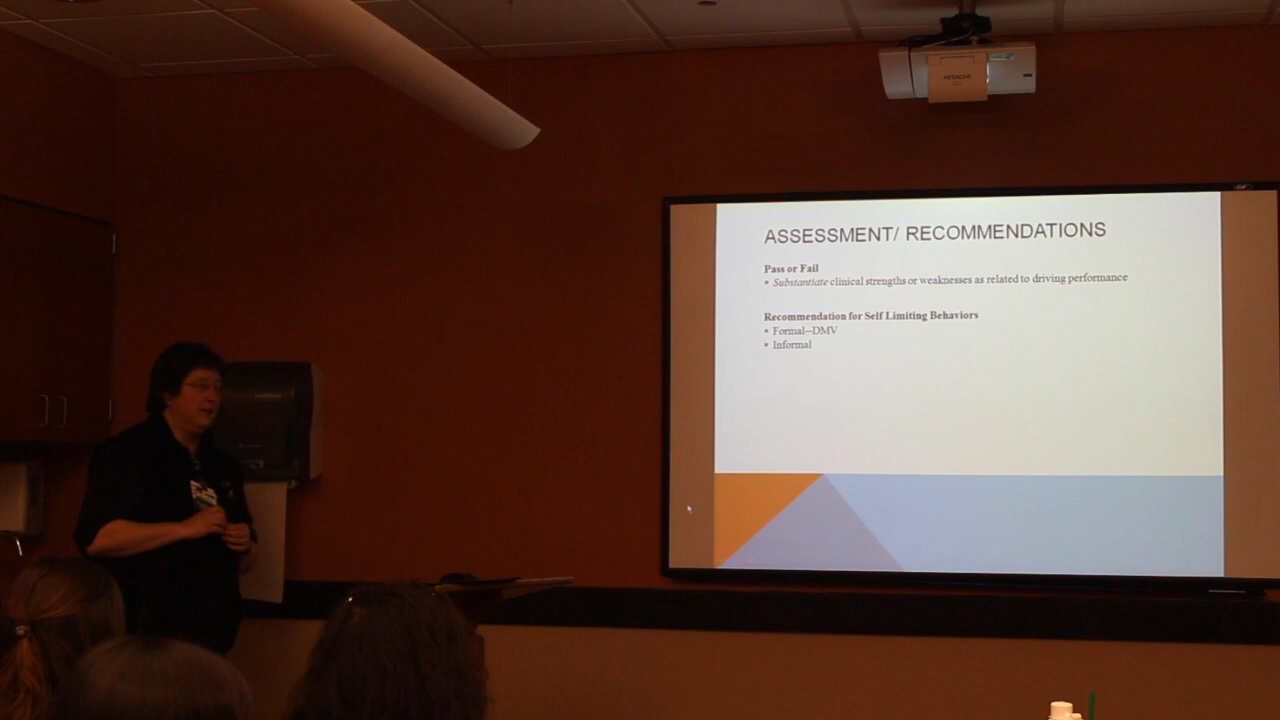 HITACHI
ASSESSMENT/ RECOMMENDATIONS
Pass or Fail
▪ Substantiate clinical strengths or weaknesses as related to driving performance
Recommendation for Self Limiting Behaviors
▪ Formal--DMV
▪ Informal